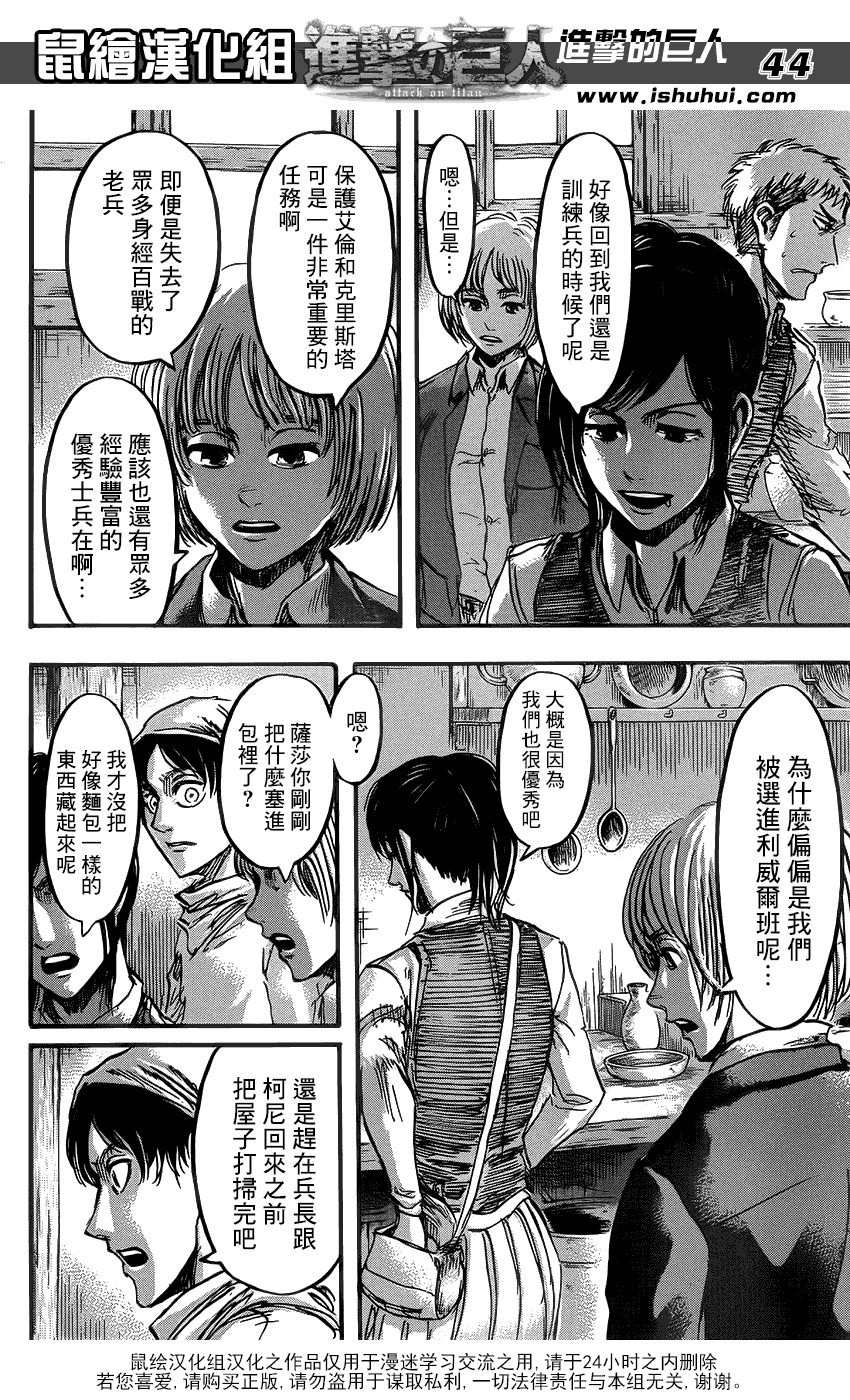 鼠繪漢化組
進撃の巨人
attack on titan
進擊的巨人
44
www.ishuhui.com
好像回到我們還是
訓練兵的時候了呢
嗯…但是…
保護艾倫和克里斯塔
可是一件非常重要的
任務啊
即便是失去了
眾多身經百戰的
老兵
應該也還有眾多
經驗豐富的
優秀士兵在啊…
為什麼偏偏是我們
被選進利威爾班呢…
大概是因為
我們也很優秀吧
嗯?
薩莎你剛剛
把什麼塞進
包裡了?
我才沒把
好像麵包一樣的
東西藏起來呢
還是趕在兵長跟
柯尼回來之前
把屋子打掃完吧
鼠绘汉化组汉化之作品仅用于漫迷学习交流之用, 请于24小时之内删除
若您喜爱, 请购买正版, 请勿盗用于谋取私利, 一切法律责任与本组无关, 谢谢。